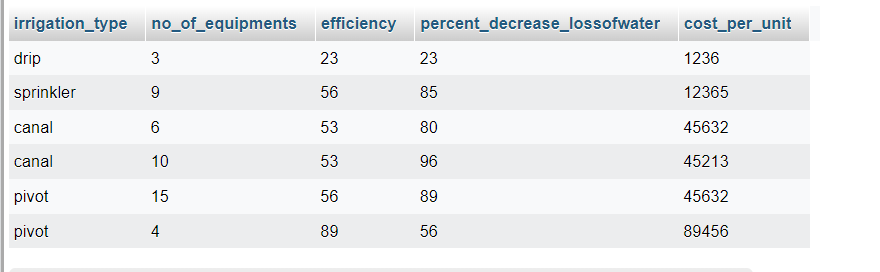 irrigation_type no_of_equipments efficiency percent_decrease_lossofwater cost_per_unit
drip 3 23 23 1236
sprinkler 9 56 85 12365
canal 6 53 80 45632
canal 10 53 96 45213
pivot 15 56 89 45632
pivot 4 89 56 89456